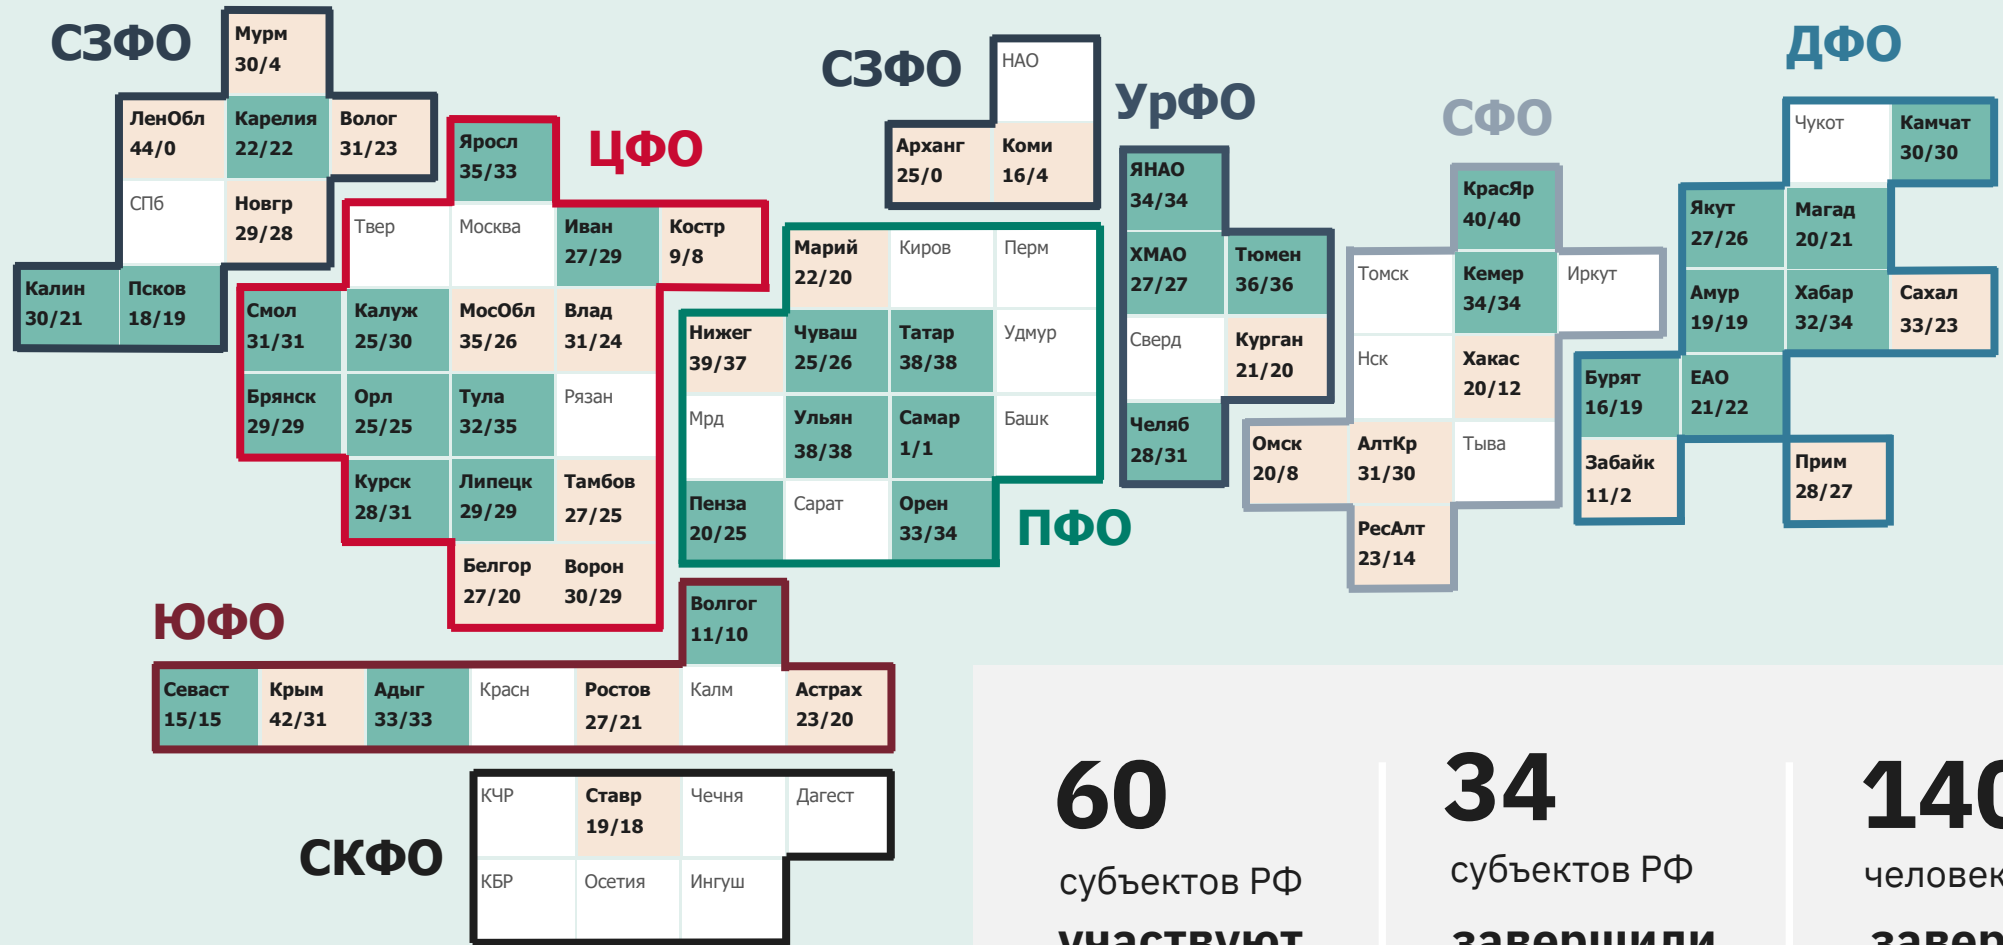 СЗФО
Мурм
30/4
ЛенОбл
44/0
Карелия
22/22
Волог
31/23
СПб
Новгр
29/28
Калин
30/21
Псков
18/19
ЦФО
Яросл
35/33
Твер
Москва
Иван
27/29
Костр
9/8
Смол
31/31
Калуж
25/30
МосОбл
35/26
Влад
31/24
Брянск
29/29
Орл
25/25
Тула
32/35
Рязан
Курск
28/31
Липецк
29/29
Тамбов
27/25
Белгор
27/20
Ворон
30/29
СЗФО
НАО
Арханг
25/0
Коми
16/4
Марий
22/20
Киров
Перм
Нижег
39/37
Чуваш
25/26
Татар
38/38
Удмур
Мрд
Ульян
38/38
Самар
1/1
Башк
Пенза
20/25
Сарат
Орен
33/34
ПФО
УрФО
ЯНАО
34/34
ХМАО
27/27
Тюмен
36/36
Сверд
Курган
21/20
Челяб
28/31
СФО
КрасЯр
40/40
Томск
Кемер
34/34
Иркут
Нск
Хакас
20/12
Омск
20/8
АлтКр
31/30
Тыва
РесАлт
23/14
ДФО
Чукот
Камчат
30/30
Якут
27/26
Магад
20/21
Амур
19/19
Хабар
32/34
Сахал
33/23
Бурят
16/19
ЕАО
21/22
Забайк
11/2
Прим
28/27
ЮФО
Волгог
11/10
Севаст
15/15
Крым
42/31
Адыг
33/33
Красн
Ростов
27/21
Калм
Астрах
23/20
СКФО
КЧР
Ставр
19/18
Чечня
Дагест
КБР
Осетия
Ингуш
60
субъектов РФ
участвуют
34
субъектов РФ
завершили
140
человек
завер